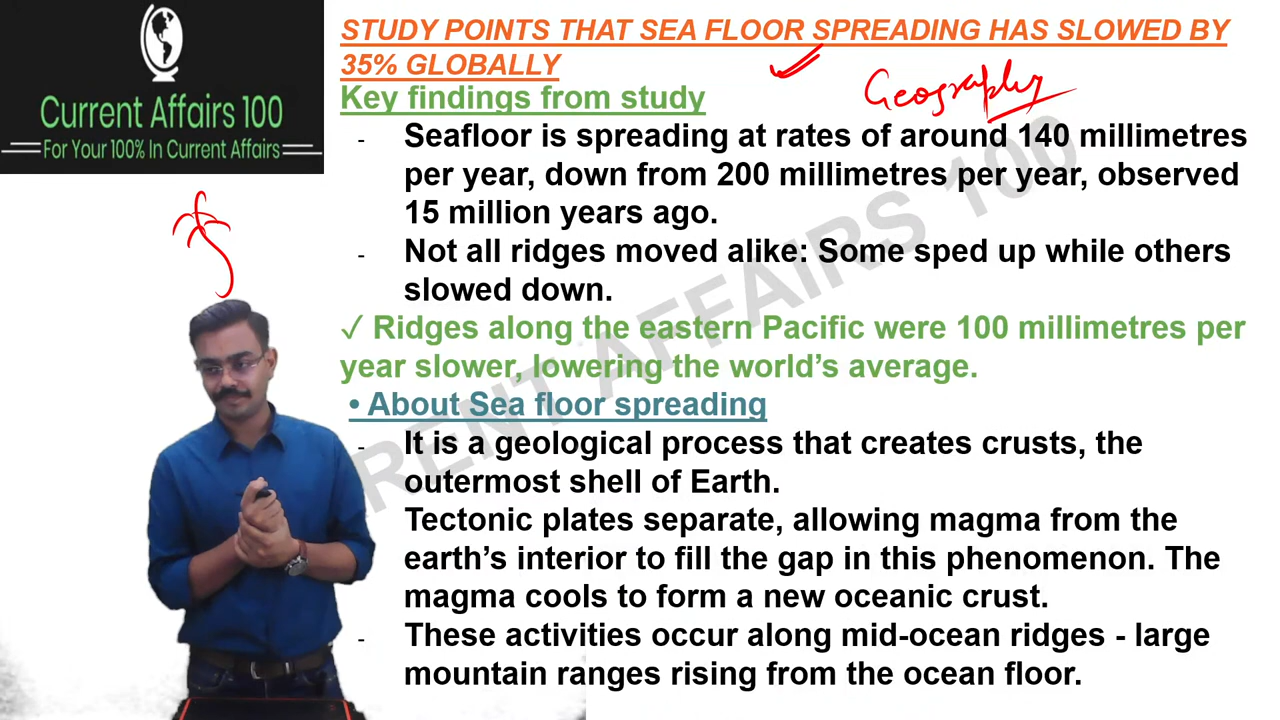 STUDY POINTS THAT SEA FLOOR SPREADING HAS SLOWED BY
35% GLOBALLY
Current Affairs 100
For Your 100% In Current Affairs
Geography
Key findings from study
- Seafloor is spreading at rates of around 140 millimetres
per year, down from 200 millimetres per year, observed
15 million years ago.
- Not all ridges moved alike: Some sped up while others
slowed down.
✓ Ridges along the eastern Pacific were 100 millimetres per
year slower, lowering the world's average.
• About Sea floor spreading
- It is a geological process that creates crusts, the
outermost shell of Earth.
Tectonic plates separate, allowing magma from the
earth's interior to fill the gap in this phenomenon. The
magma cools to form a new oceanic crust.
- These activities occur along mid-ocean ridges - large
mountain ranges rising from the ocean floor.
RENT AFFAIRS 100